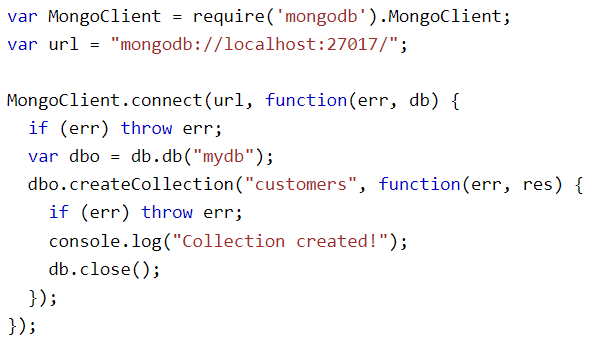 var MongoClient = require('mongodb').MongoClient;
var url = "mongodb://localhost:27017/";

MongoClient.connect(url, function(err, db) {
  if (err) throw err;
  var dbo = db.db("mydb");
  dbo.createCollection("customers", function(err, res) {
    if (err) throw err;
    console.log("Collection created!");
    db.close();
  });
});